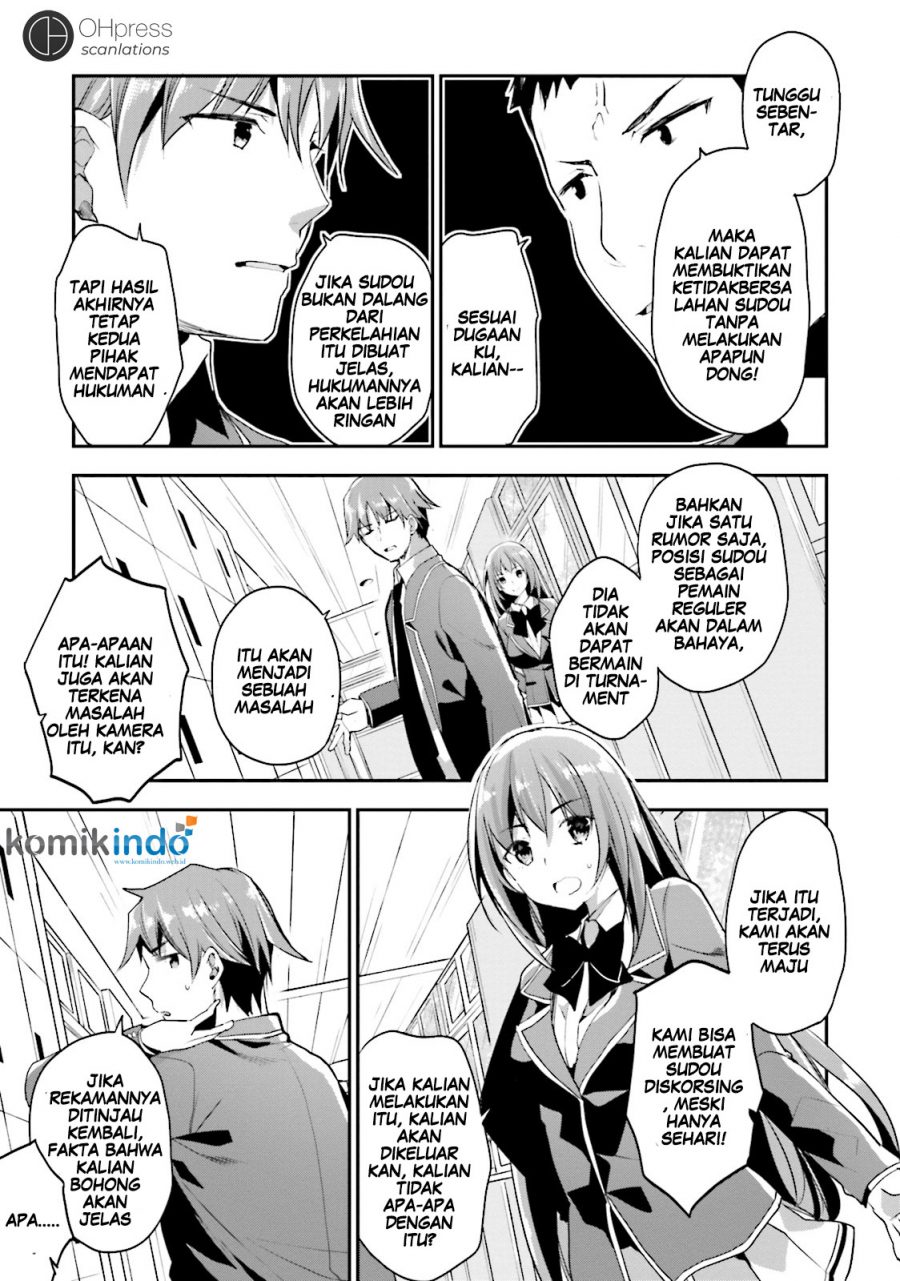 OHpress
scanlations
TUNGGU
SEBEN-
TAR,
MAKA
KALIAN DAPAT
MEMBUKTIKAN
KETIDAKBERSA
LAHAN SUDOU
TANPA
MELAKUKAN
APAPUN
DONG!
SESUAI
DUGAAN
KU,
KALIAN--
JIKA SUDOU
BUKAN DALANG
DARI
PERKELAHIAN
ITU DIBUAT
JELAS,
HUKUMANNYA
AKAN LEBIH
RINGAN
TAPI HASIL
AKHIRNYA
TETAP
KEDUA
PIHAK
MENDAPAT
HUKUMAN
BAHKAN
JIKA SATU
RUMOR SAJA,
POSISI SUDOU
SEBAGAI
PEMAIN
REGULER
AKAN DALAM
BAHAYA,
DIA
TIDAK
AKAN
DAPAT
BERMAIN
DI TURNA-
MENT
ITU AKAN
MENJADI
SEBUAH
MASALAH
APA-APAAN
ITU! KALIAN
JUGA AKAN
TERKENA
MASALAH
OLEH KAMERA
ITU, KAN?
komikindo
www.komikindo.web.id
JIKA ITU
TERJADI,
KAMI AKAN
TERUS
MAJU
KAMI BISA
MEMBUAT
SUDOU
DISKORSING
, MESKI
HANYA
SEHARI!
JIKA KALIAN
MELAKUKAN
ITU, KALIAN
AKAN
DIKELUAR
KAN, KALIAN
TIDAK
APA-APA
DENGAN
ITU?
JIKA
REKAMANNYA
DITINJAU
KEMBALI,
FAKTA BAHWA
KALIAN
BOHONG
AKAN
JELAS
APA.....